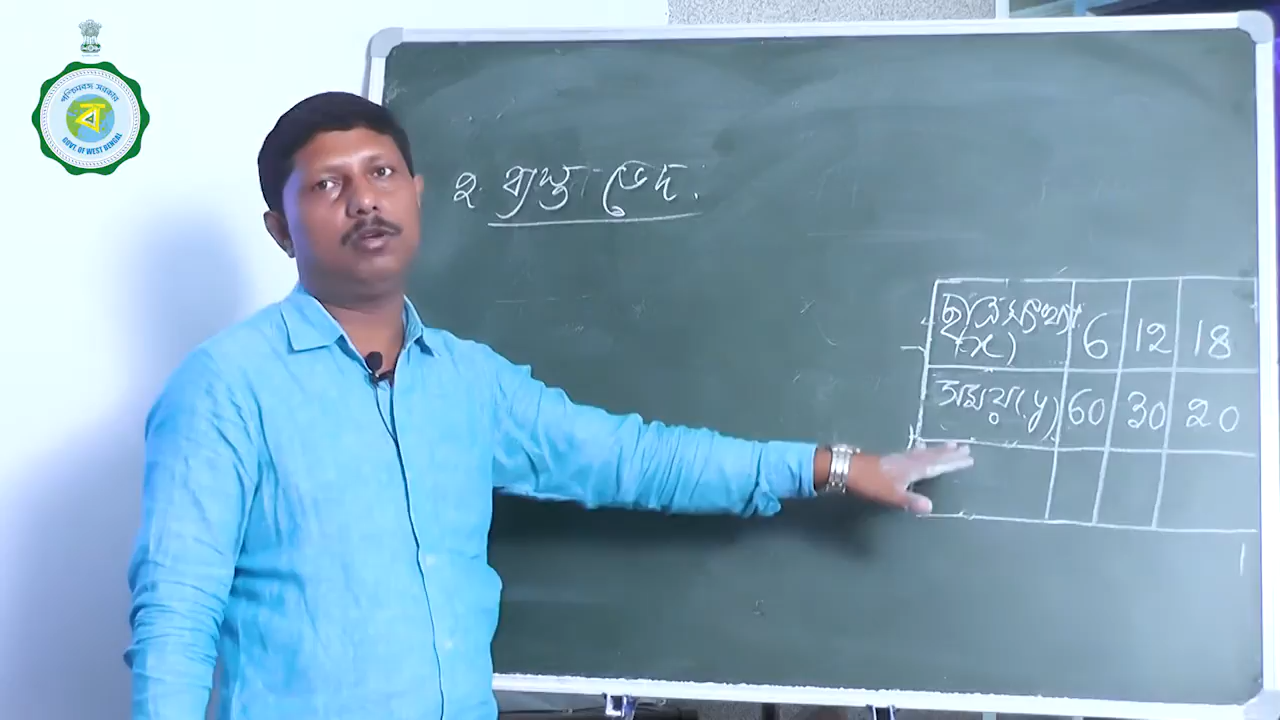 পশ্চিমবঙ্গ সরকার
GOVT. OF WEST BENGAL
২. ব্যস্ত ভেদ.
ছাত্রসংখ্যা (x) 6 12 18
সময় (y) 60 30 20